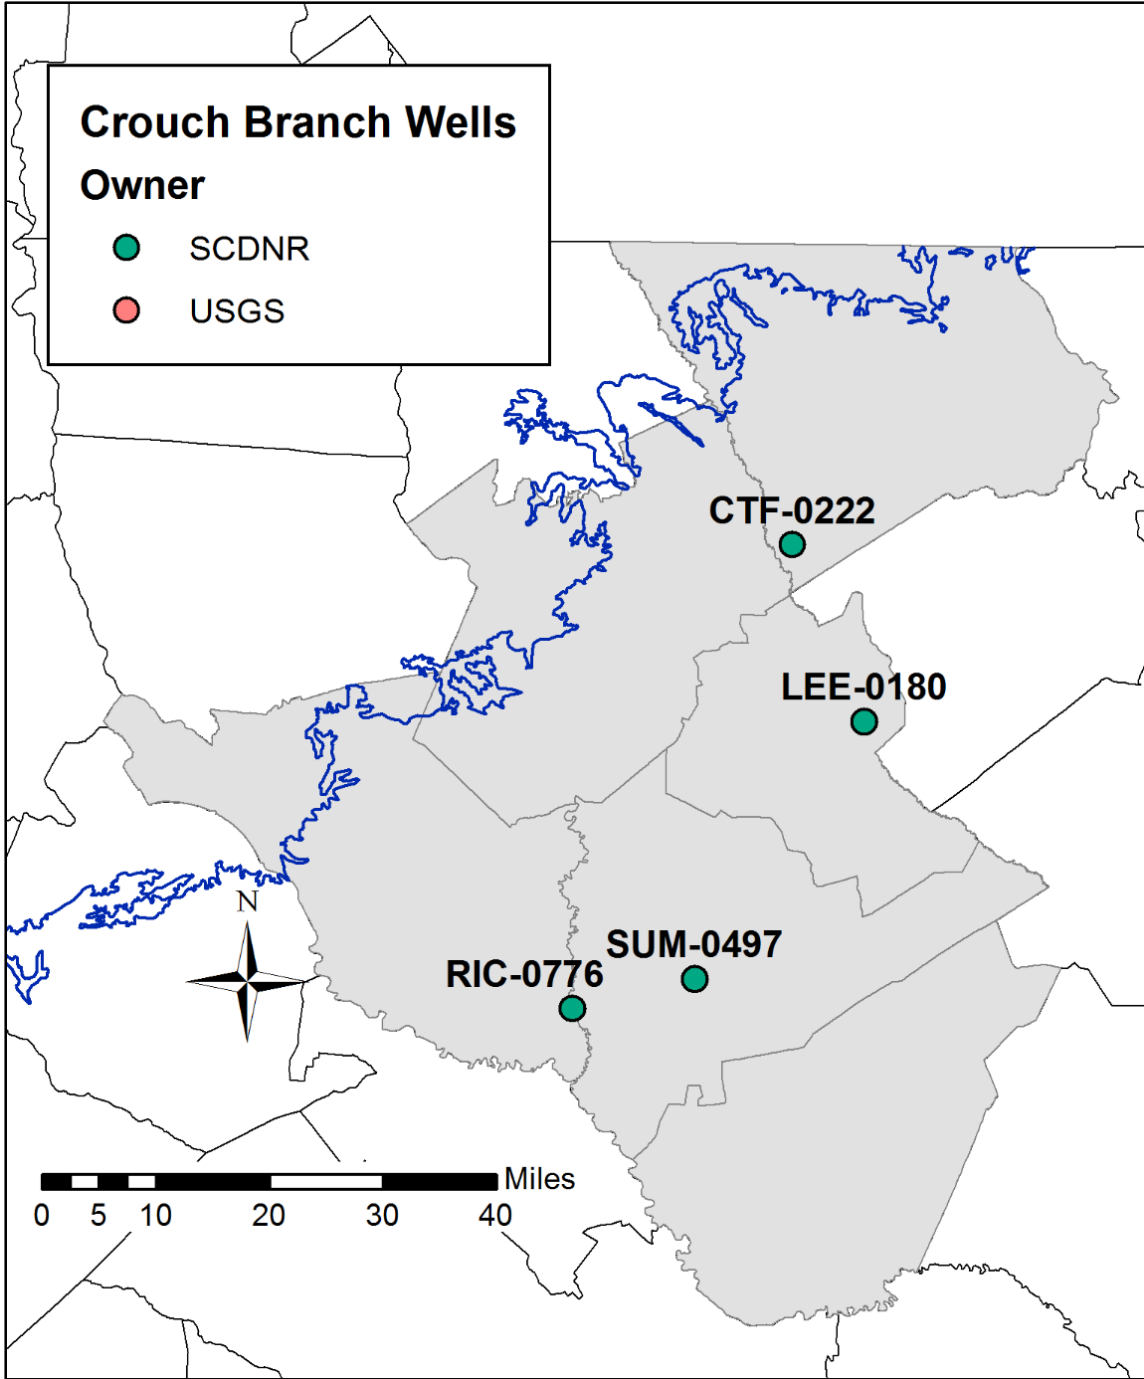 Crouch Branch Wells
Owner
SCDNR
USGS
CTF-0222
LEE-0180
N
SUM-0497
RIC-0776
Miles
0 5 10 20 30 40